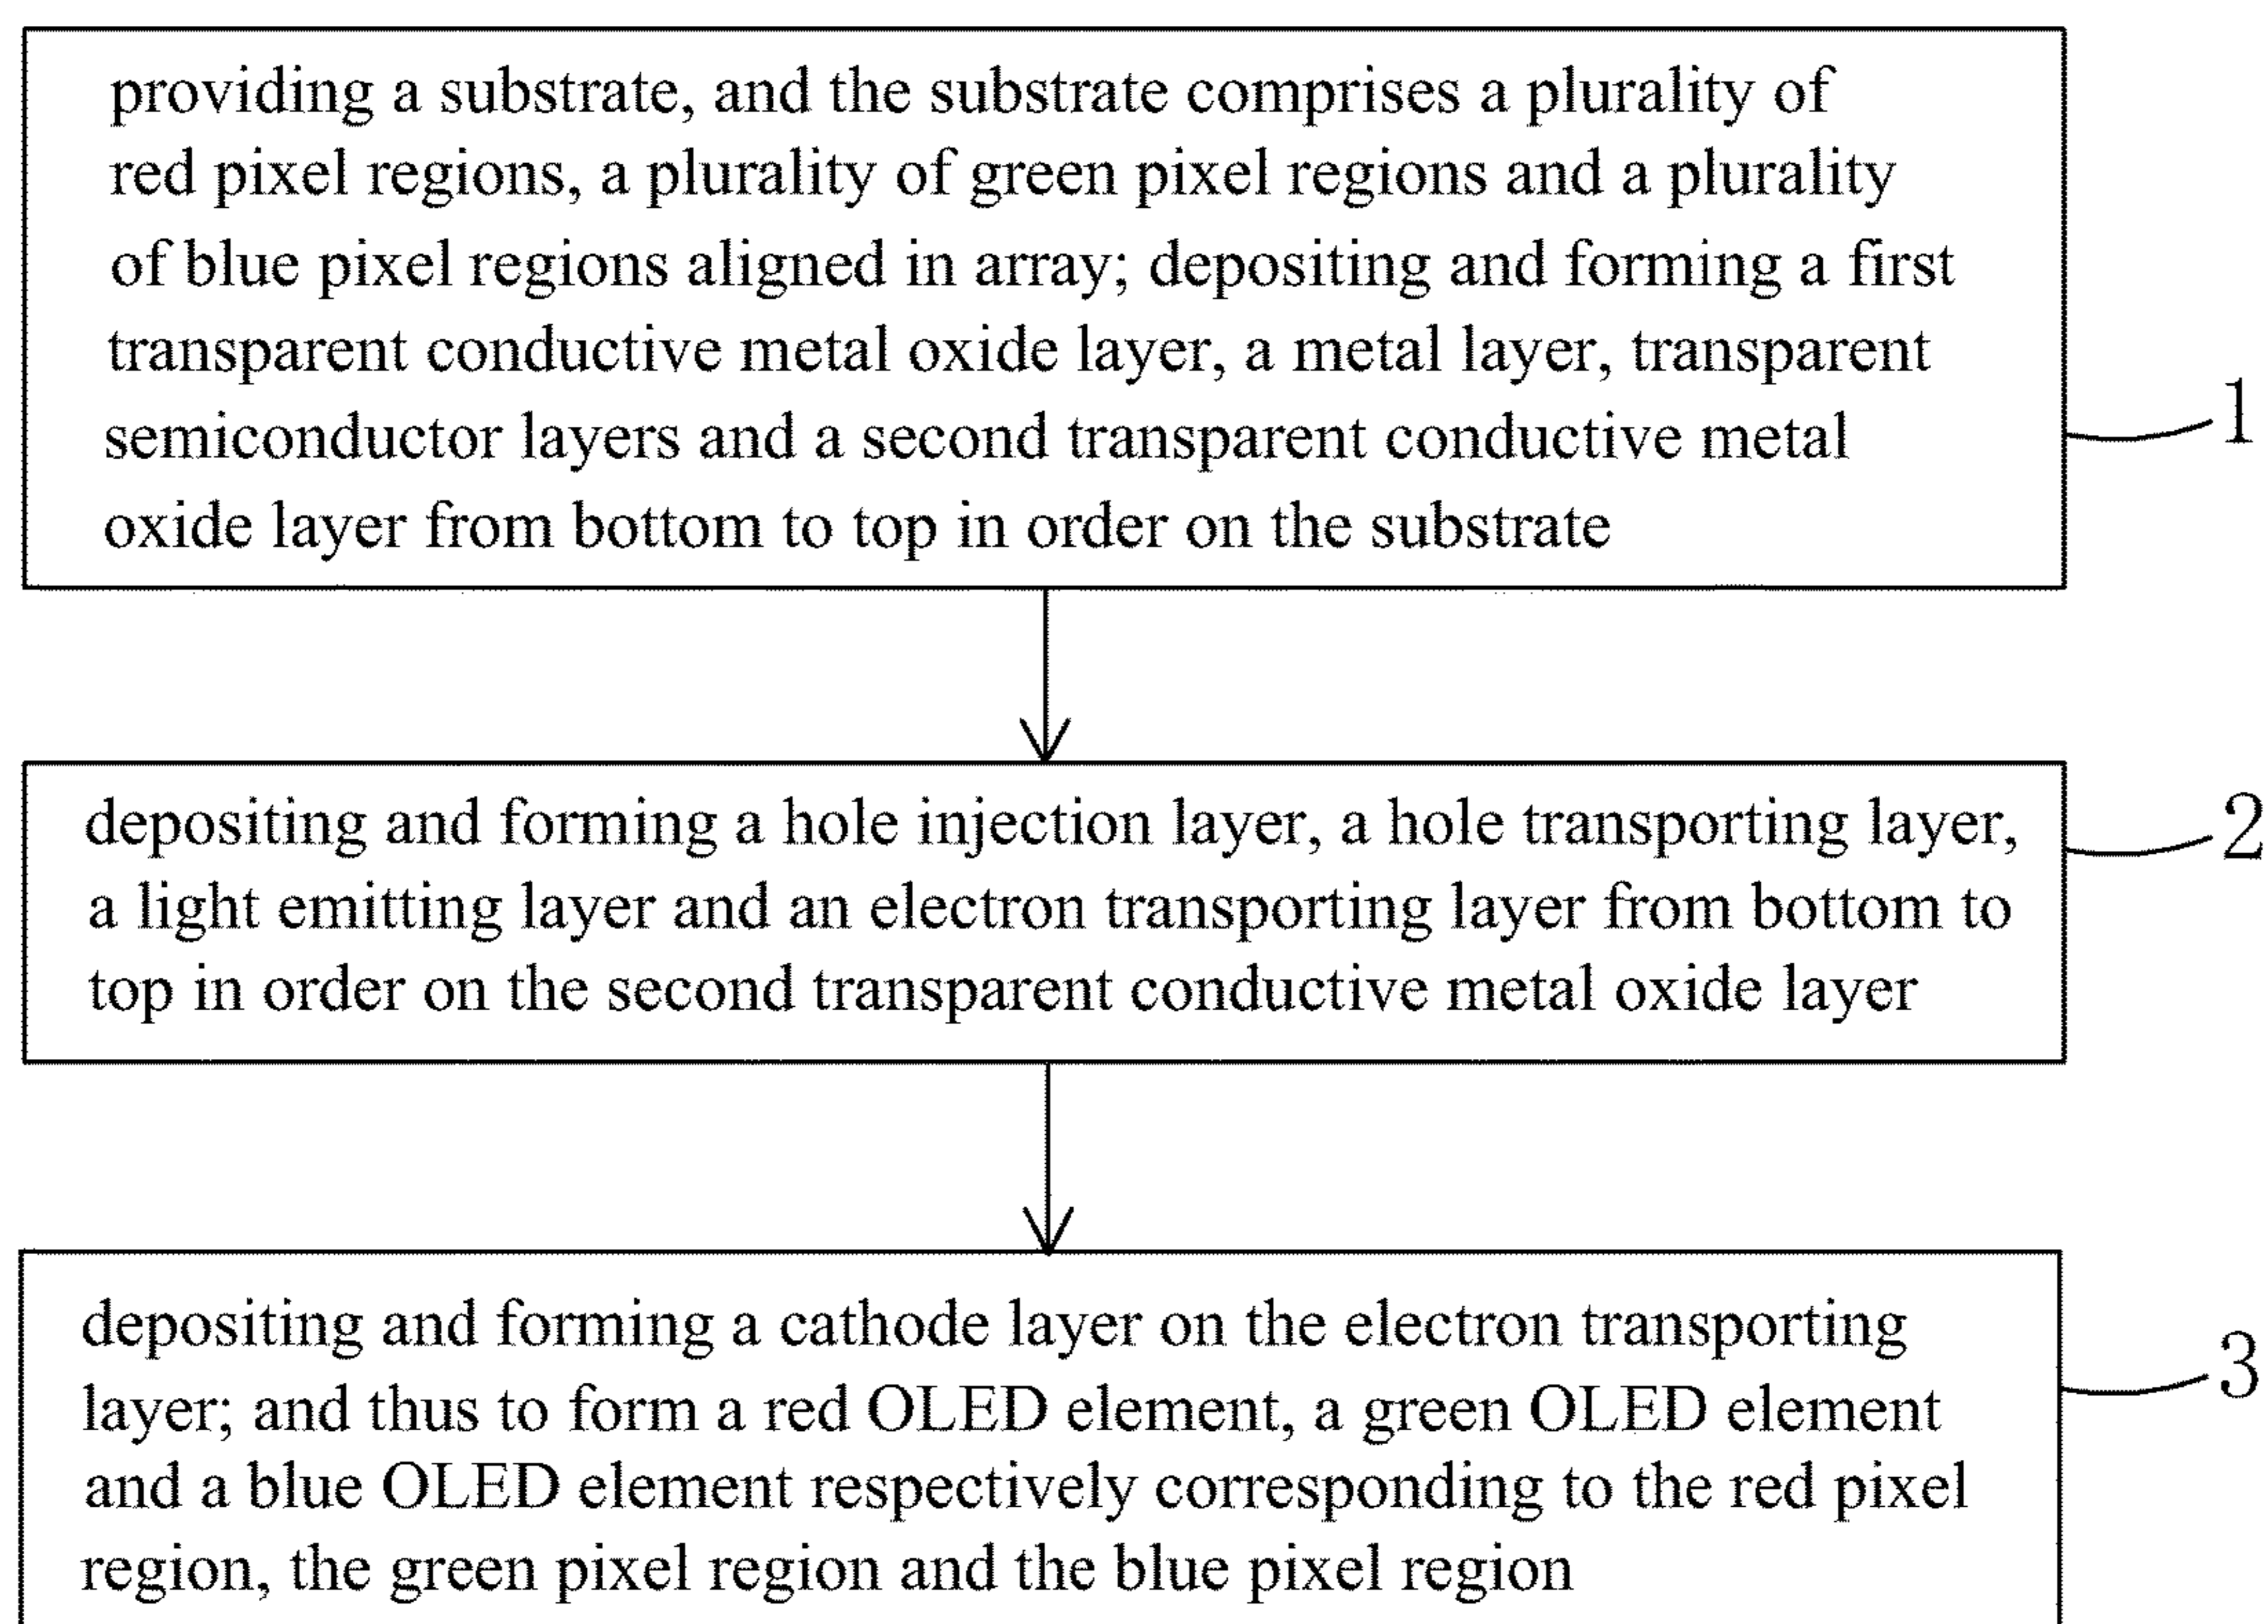 providing a substrate, and the substrate comprises a plurality of
red pixel regions, a plurality of green pixel regions and a plurality
of blue pixel regions aligned in array; depositing and forming a first
transparent conductive metal oxide layer, a metal layer, transparent
semiconductor layers and a second transparent conductive metal
oxide layer from bottom to top in order on the substrate
1
depositing and forming a hole injection layer, a hole transporting layer,
a light emitting layer and an electron transporting layer from bottom to
top in order on the second transparent conductive metal oxide layer
2
depositing and forming a cathode layer on the electron transporting
layer; and thus to form a red OLED element, a green OLED element
and a blue OLED element respectively corresponding to the red pixel
region, the green pixel region and the blue pixel region
3